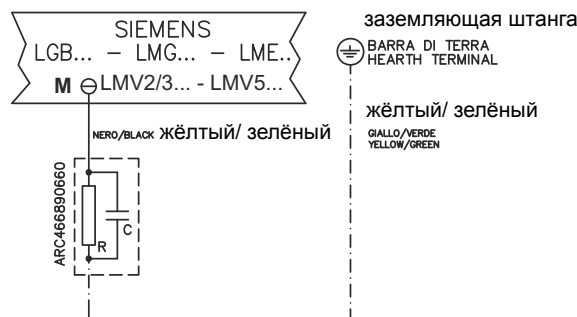 SIEMENS
LGB... – LMG... – LME...
M LMV2/3... - LMV5...
заземляющая штанга
BARRA DI TERRA
HEARTH TERMINAL
NERO/BLACK жёлтый/ зелёный
жёлтый/ зелёный
GIALLO/VERDE
YELLOW/GREEN
ARC466890660
R
C